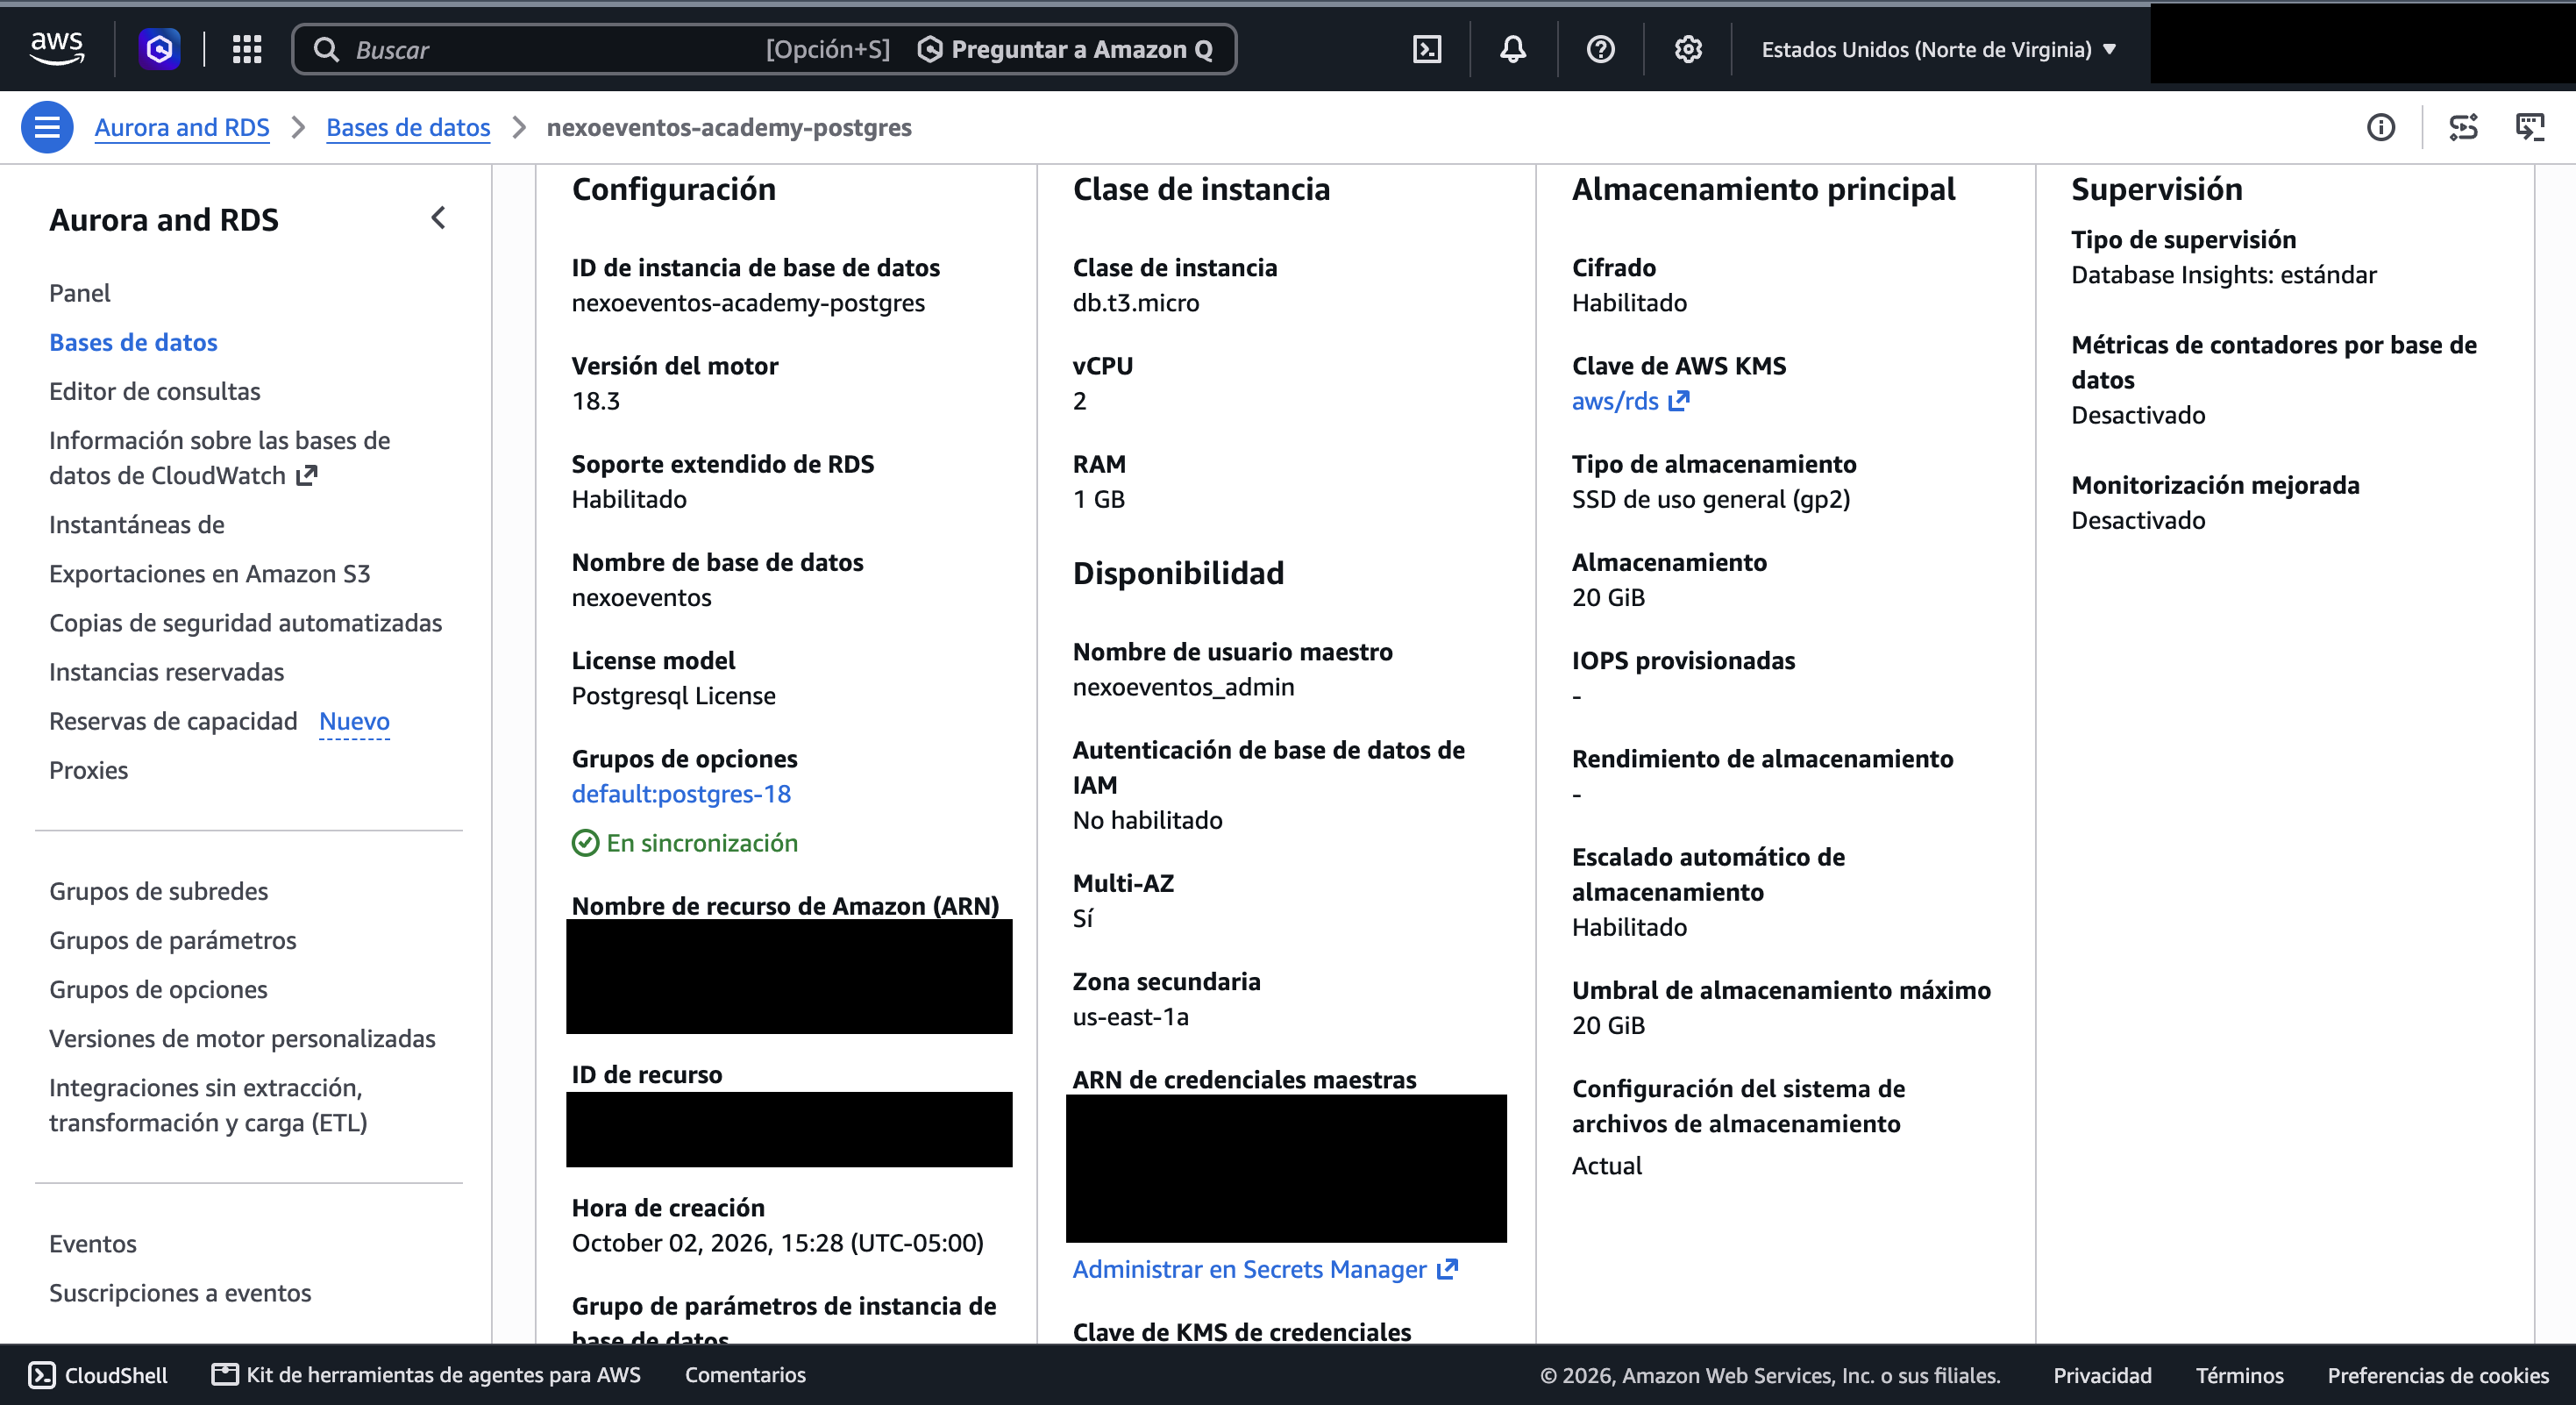 aws
Buscar
[Opción+S]
Preguntar a Amazon Q
Estados Unidos (Norte de Virginia)
Aurora and RDS
Bases de datos
nexoeventos-academy-postgres
Aurora and RDS
Panel
Bases de datos
Editor de consultas
Información sobre las bases de
datos de CloudWatch
Instantáneas de
Exportaciones en Amazon S3
Copias de seguridad automatizadas
Instancias reservadas
Reservas de capacidad Nuevo
Proxies
Grupos de subredes
Grupos de parámetros
Grupos de opciones
Versiones de motor personalizadas
Integraciones sin extracción,
transformación y carga (ETL)
Eventos
Suscripciones a eventos
Configuración
ID de instancia de base de datos
nexoeventos-academy-postgres
Versión del motor
18.3
Soporte extendido de RDS
Habilitado
Nombre de base de datos
nexoeventos
License model
Postgresql License
Grupos de opciones
default:postgres-18
En sincronización
Nombre de recurso de Amazon (ARN)
ID de recurso
Hora de creación
October 02, 2026, 15:28 (UTC-05:00)
Grupo de parámetros de instancia de
base de datos
Clase de instancia
Clase de instancia
db.t3.micro
vCPU
2
RAM
1 GB
Disponibilidad
Nombre de usuario maestro
nexoeventos_admin
Autenticación de base de datos de
IAM
No habilitado
Multi-AZ
Sí
Zona secundaria
us-east-1a
ARN de credenciales maestras
Administrar en Secrets Manager
Clave de KMS de credenciales
Almacenamiento principal
Cifrado
Habilitado
Clave de AWS KMS
aws/rds
Tipo de almacenamiento
SSD de uso general (gp2)
Almacenamiento
20 GiB
IOPS provisionadas
-
Rendimiento de almacenamiento
-
Escalado automático de
almacenamiento
Habilitado
Umbral de almacenamiento máximo
20 GiB
Configuración del sistema de
archivos de almacenamiento
Actual
Supervisión
Tipo de supervisión
Database Insights: estándar
Métricas de contadores por base de
datos
Desactivado
Monitorización mejorada
Desactivado
CloudShell
Kit de herramientas de agentes para AWS
Comentarios
© 2026, Amazon Web Services, Inc. o sus filiales.
Privacidad
Términos
Preferencias de cookies